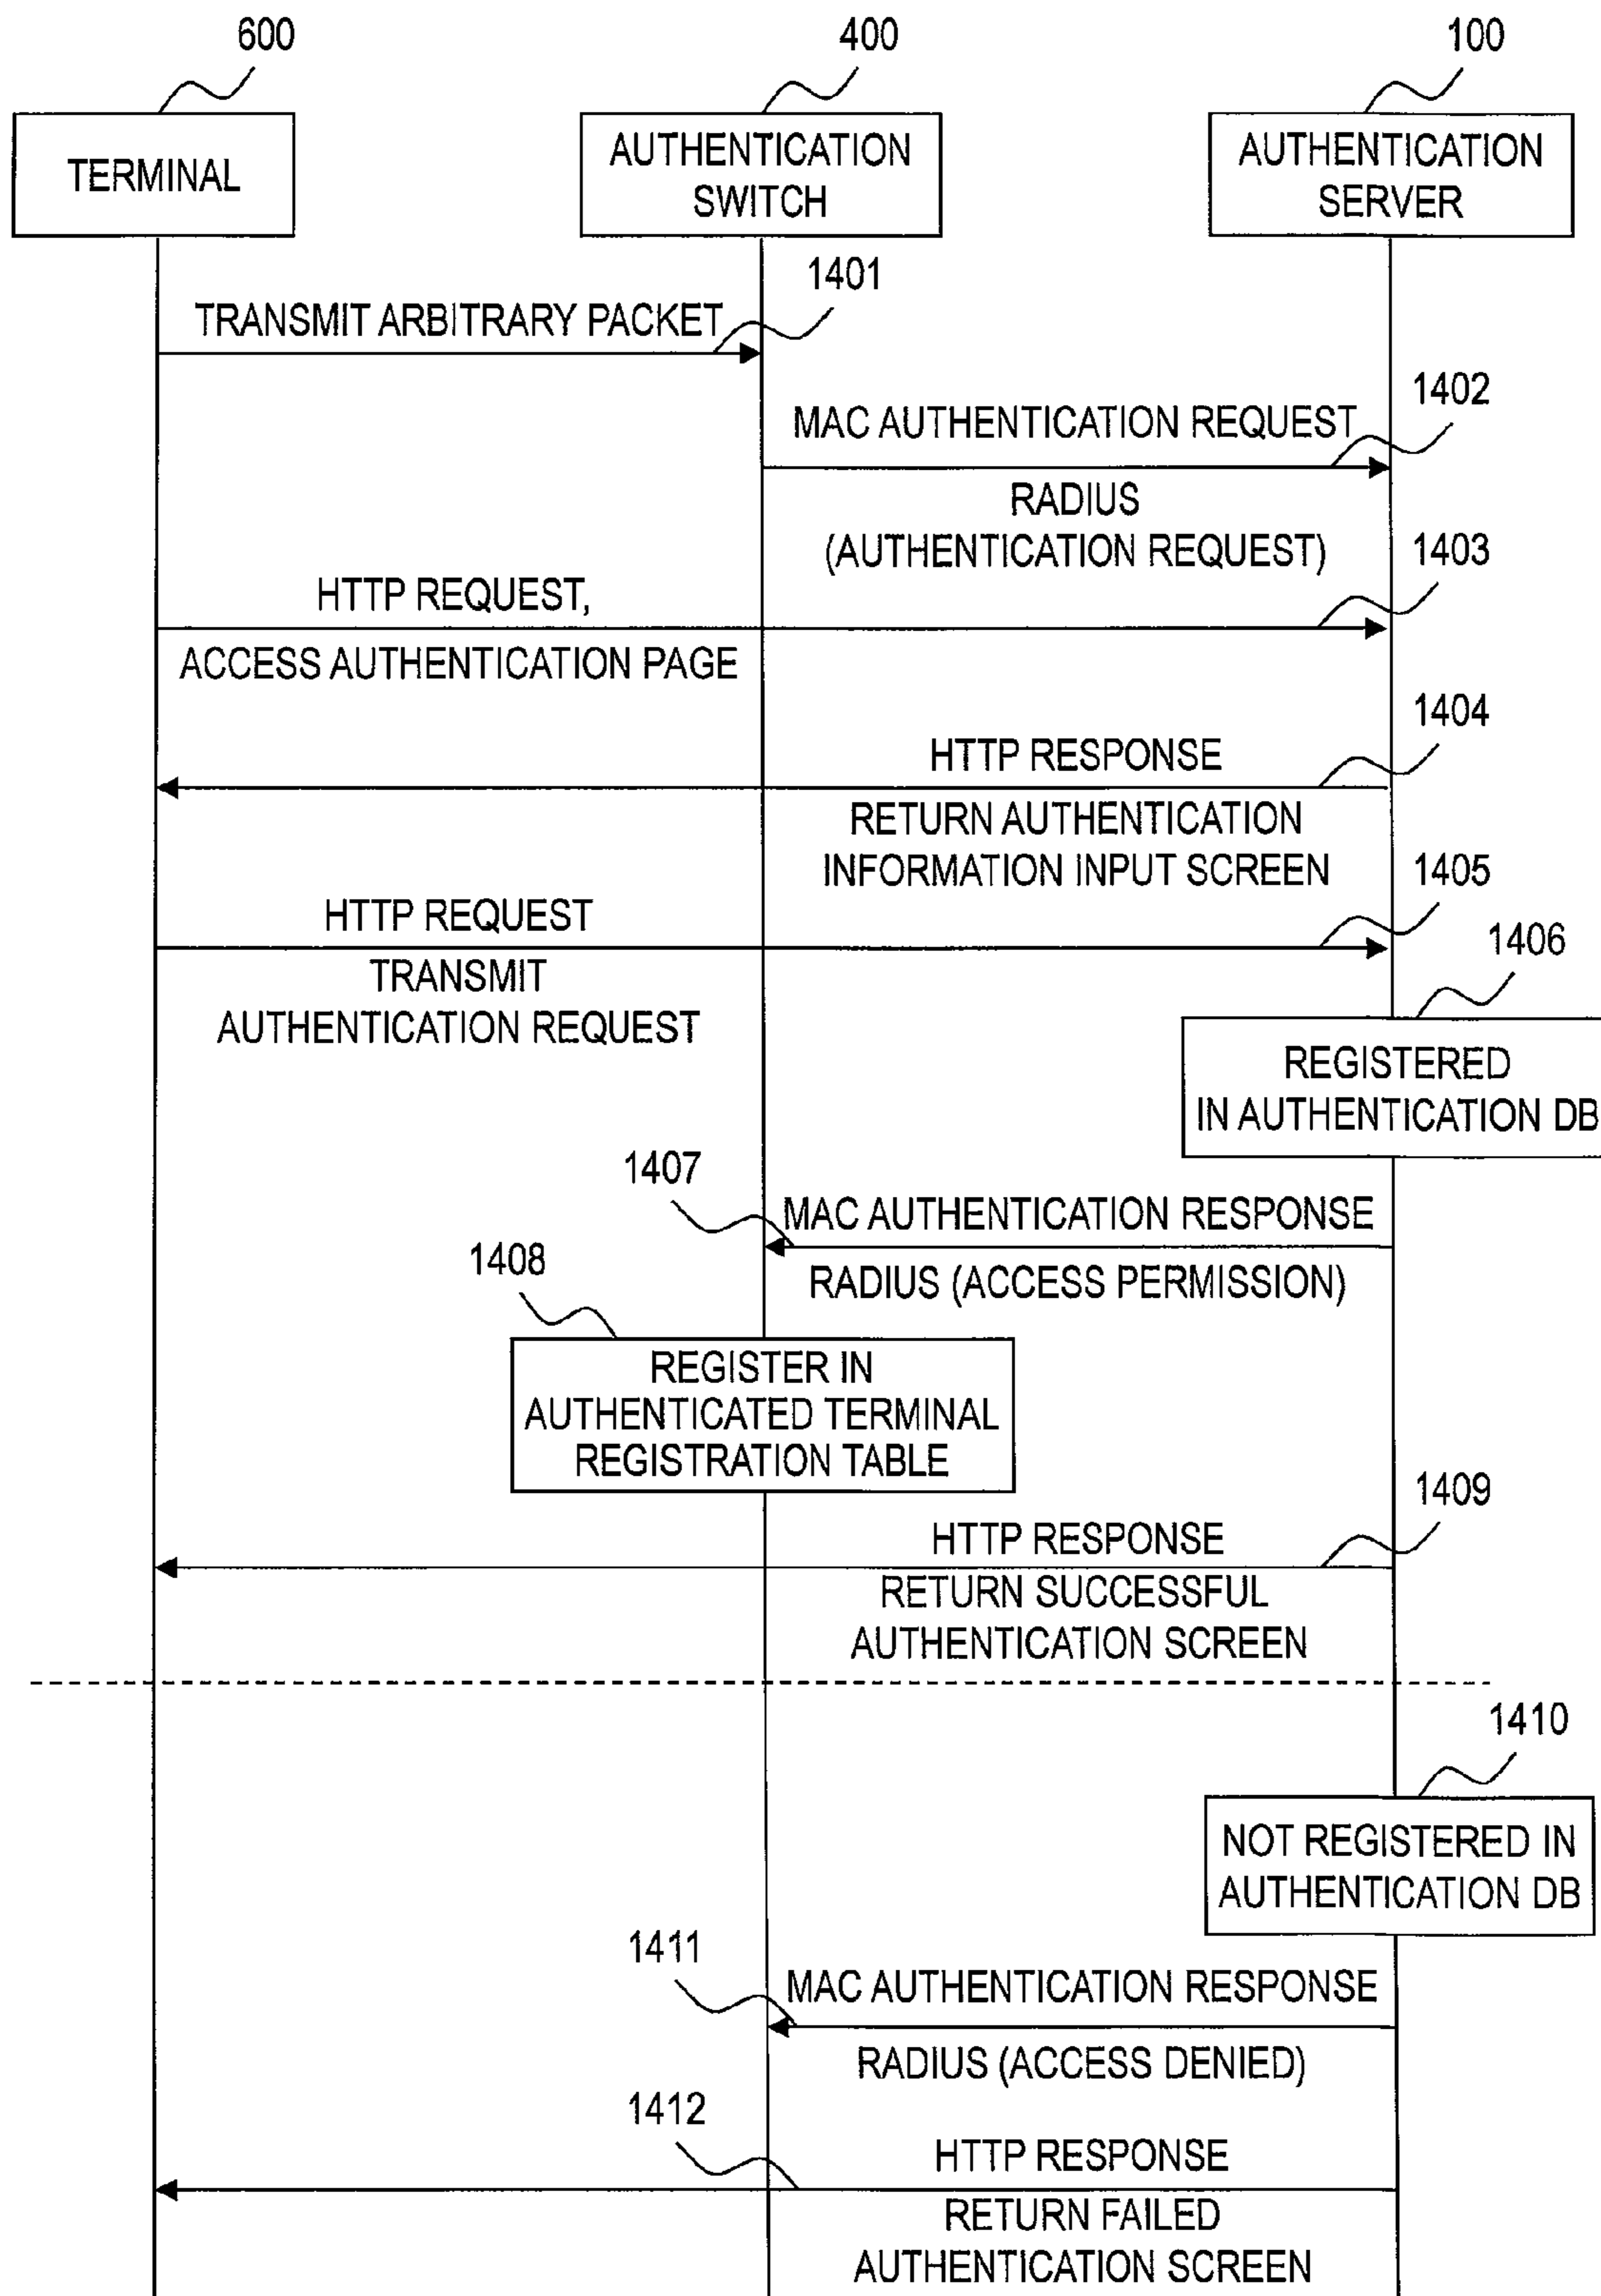 600
400
100
TERMINAL
AUTHENTICATION
SWITCH
AUTHENTICATION
SERVER
1401
TRANSMIT ARBITRARY PACKET
1402
MAC AUTHENTICATION REQUEST
RADIUS
(AUTHENTICATION REQUEST)
1403
HTTP REQUEST,
ACCESS AUTHENTICATION PAGE
1404
HTTP RESPONSE
RETURN AUTHENTICATION
INFORMATION INPUT SCREEN
1405
HTTP REQUEST
TRANSMIT
AUTHENTICATION REQUEST
1406
REGISTERED
IN AUTHENTICATION DB
1407
MAC AUTHENTICATION RESPONSE
RADIUS (ACCESS PERMISSION)
1408
REGISTER IN
AUTHENTICATED TERMINAL
REGISTRATION TABLE
1409
HTTP RESPONSE
RETURN SUCCESSFUL
AUTHENTICATION SCREEN
1410
NOT REGISTERED IN
AUTHENTICATION DB
1411
MAC AUTHENTICATION RESPONSE
RADIUS (ACCESS DENIED)
1412
HTTP RESPONSE
RETURN FAILED
AUTHENTICATION SCREEN